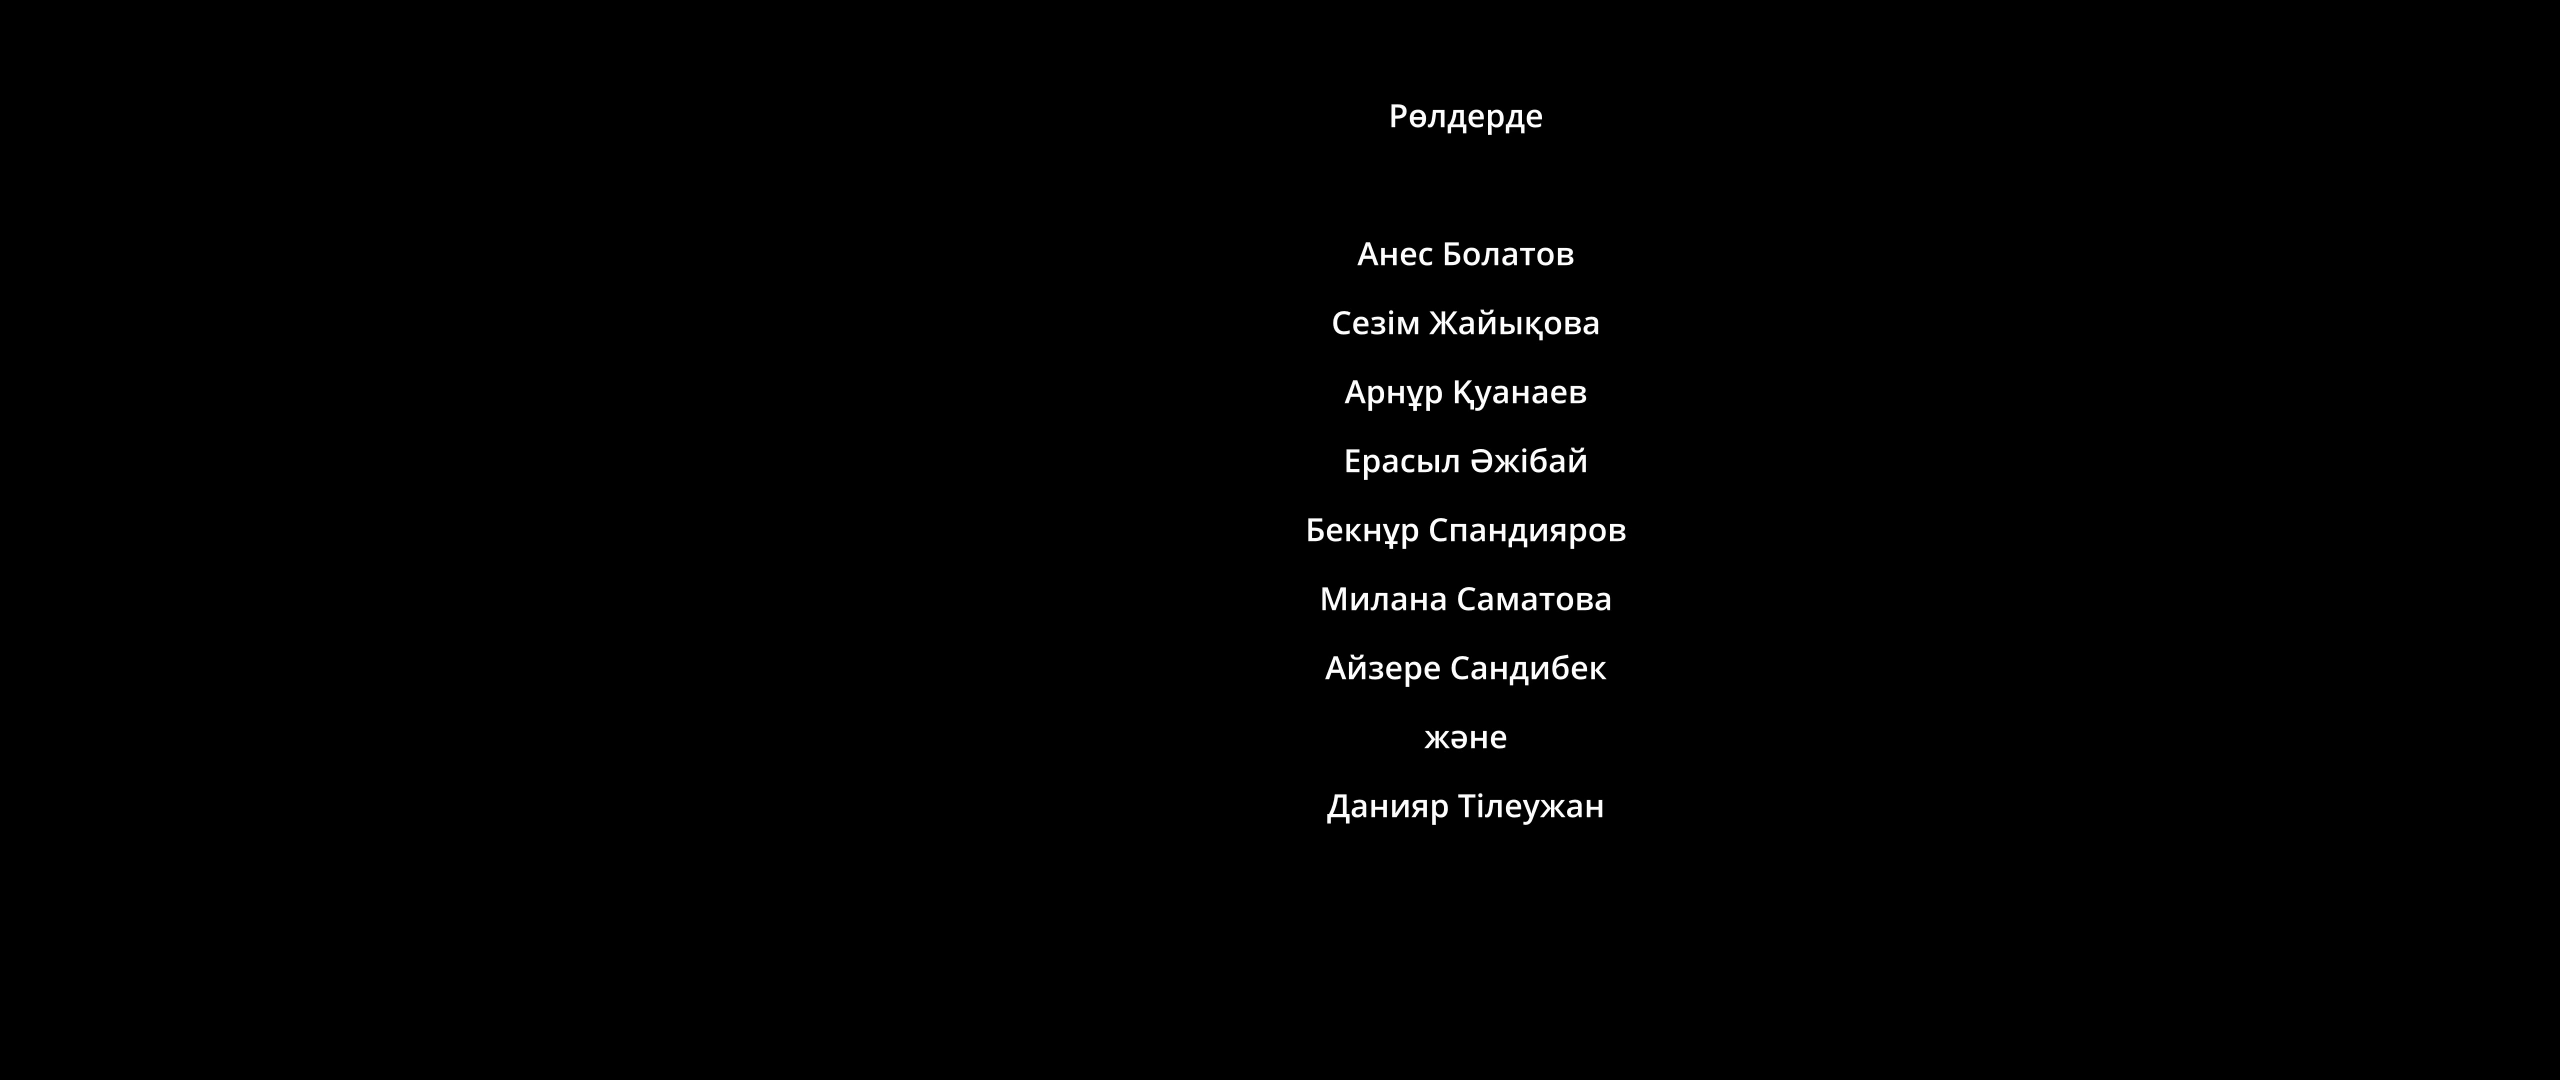 Рөлдерде
Анес Болатов
Сезім Жайықова
Арнұр Қуанаев
Ерасыл Әжібай
Бекнұр Спандияров
Милана Саматова
Айзере Сандибек
және
Данияр Тілеужан